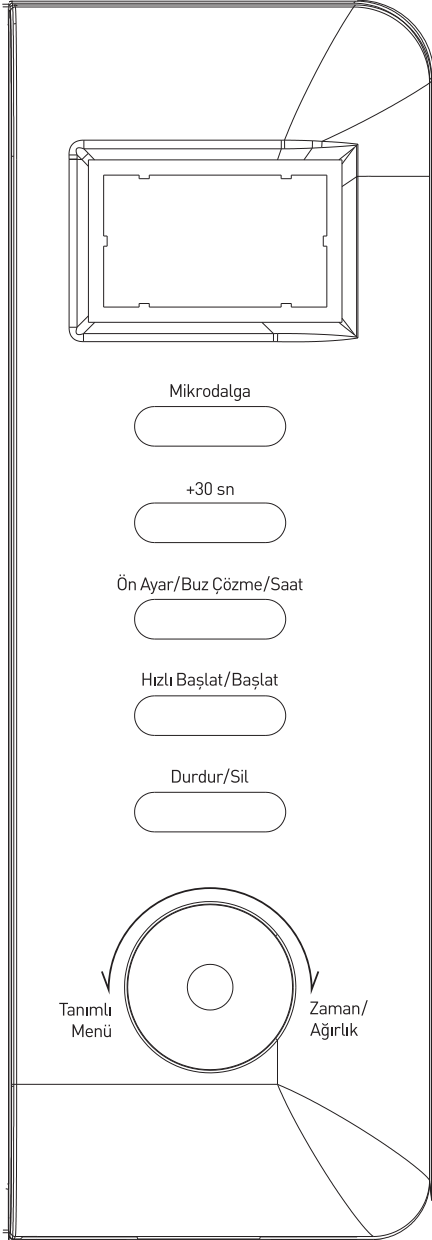 Mikrodalga
+30 sn
Ön Ayar/Buz Çözme/Saat
Hızlı Başlat/Başlat
Durdur/Sil
Tanımlı
Menü
Zaman/
Ağırlık